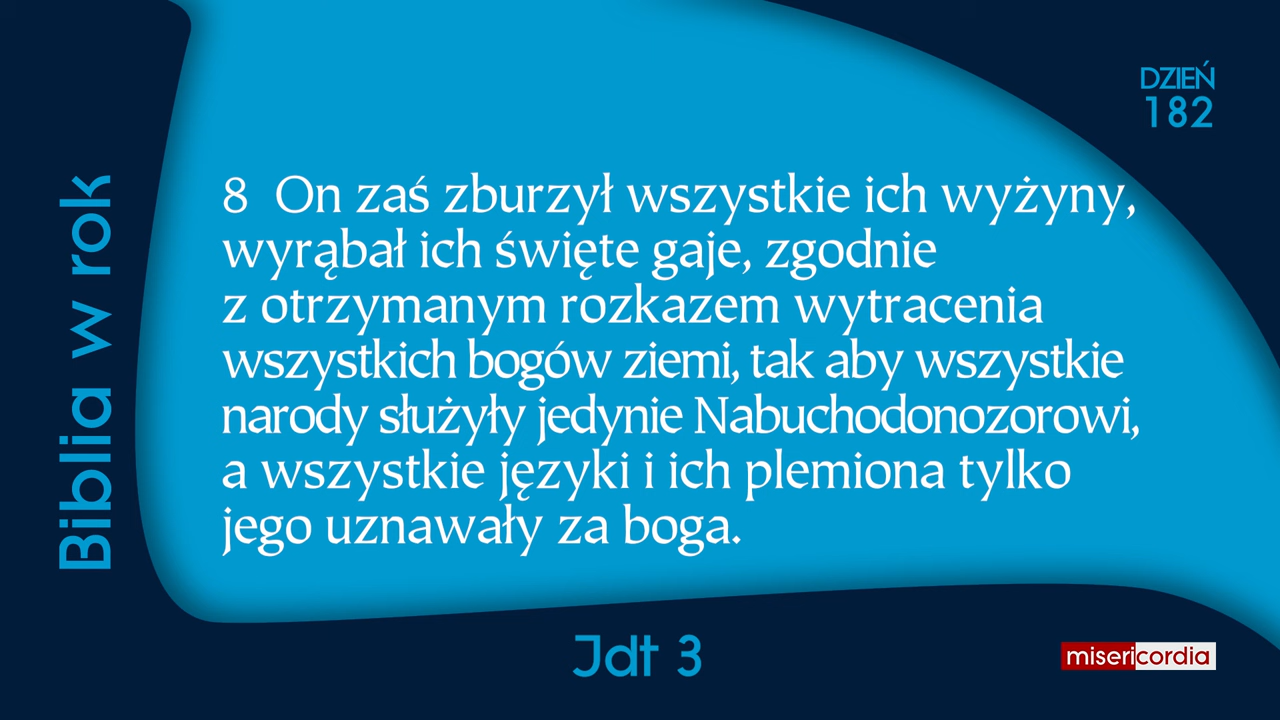 DZIEŃ
182
Biblia w rok
8 On zaś zburzył wszystkie ich wyżyny,
wyrąbał ich święte gaje, zgodnie
z otrzymanym rozkazem wytracenia
wszystkich bogów ziemi, tak aby wszystkie
narody służyły jedynie Nabuchodonozorowi,
a wszystkie języki i ich plemiona tylko
jego uznawały za boga.
Jdt 3
misericordia